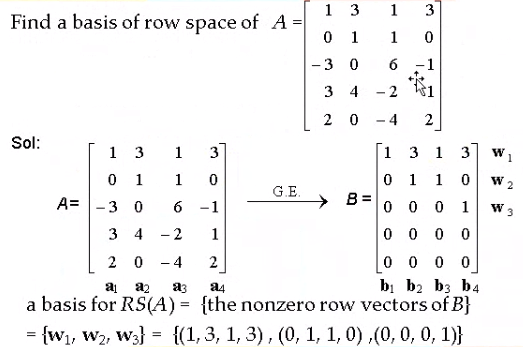 Find a basis of row space of A =
1 3 1 3
0 1 1 0
-3 0 6 -1
3 4 -2 1
2 0 -4 2
Sol:
A= B= G.E.
1 3 1 3 1 3 1 3 w1
0 1 1 0 0 1 1 0 w2
-3 0 6 -1 0 0 0 1 w3
3 4 -2 1 0 0 0 0
2 0 -4 2 0 0 0 0
a1 a2 a3 a4 b1 b2 b3 b4
a basis for RS(A) = {the nonzero row vectors of B}
= {w1, w2, w3} = {(1, 3, 1, 3) , (0, 1, 1, 0) ,(0, 0, 0, 1)}